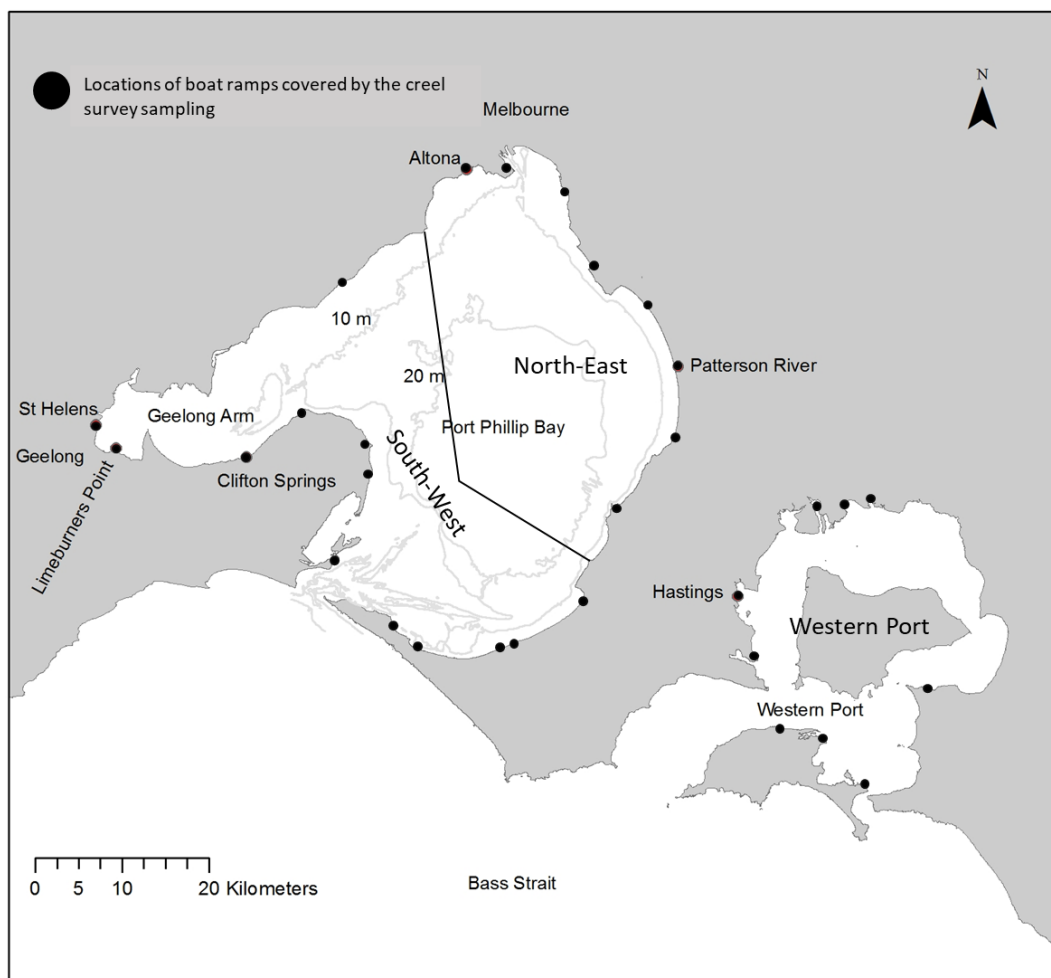 Locations of boat ramps covered by the creel
survey sampling
N
Melbourne
Altona
10 m
20 m
North-East
Patterson River
St Helens
Geelong Arm
Port Phillip Bay
Geelong
Clifton Springs
South-West
Limeburners Point
Hastings
Western Port
Western Port
0 5 10 20 Kilometers
Bass Strait